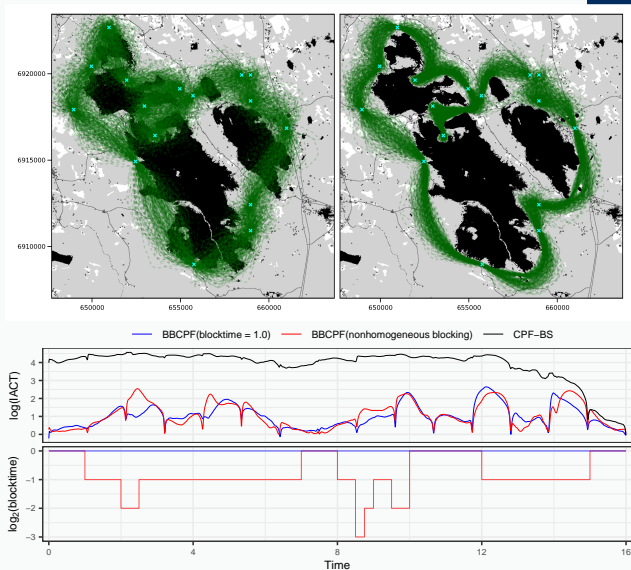 6920000
6915000
6910000
650000 655000 660000
650000 655000 660000
BBCPF(blocktime = 1.0) BBCPF(nonhomogeneous blocking) CPF−BS
log(IACT)
4
3
2
1
0
log₂(blocktime)
0
−1
−2
−3
0 4 8 12 16
Time